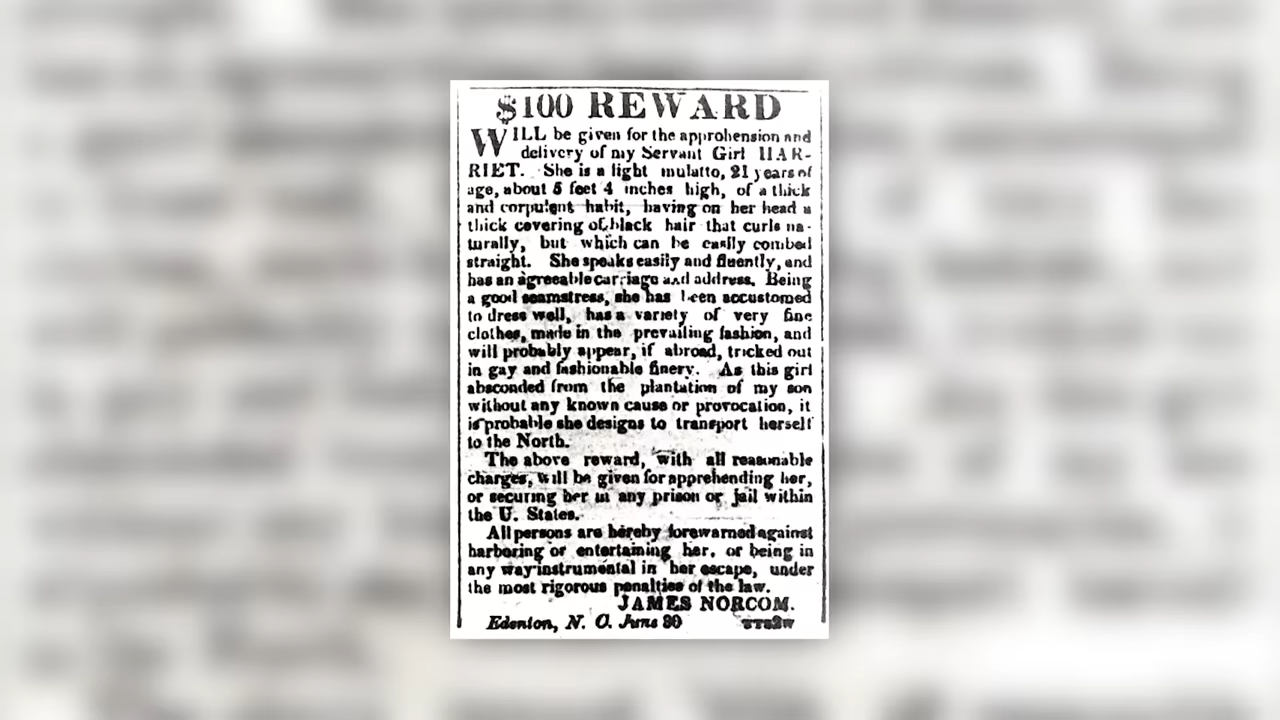 $100 REWARD
WILL be given for the approhension and
delivery of my Servant Girl HAR-
RIET. She is a light mulatto, 21 years of
age, about 5 feet 4 inches high, of a thick
and corpulent habit, having on her head a
thick covering of black hair that curls na-
turally, but which can be easily combed
straight. She speaks easily and fluently, and
has an agreeable carriage and address. Being
a good seamstress, she has been accustomed
to dress well, has a variety of very fine
clothes, made in the prevailing fashion, and
will probably appear, if abroad, tricked out
in gay and fashionable finery. As this girl
absconded from the plantation of my son
without any known cause or provocation, it
is probable she designs to transport herself
to the North.
The above reward, with all reasonable
charges, will be given for apprehending her,
or securing her in any prison or jail within
the U. States.
All persons are hereby forewarned against
harboring or entertaining her, or being in
any way instrumental in her escape, under
the most rigorous penalties of the law.
JAMES NORCOM.
Edenton, N. C. June 30